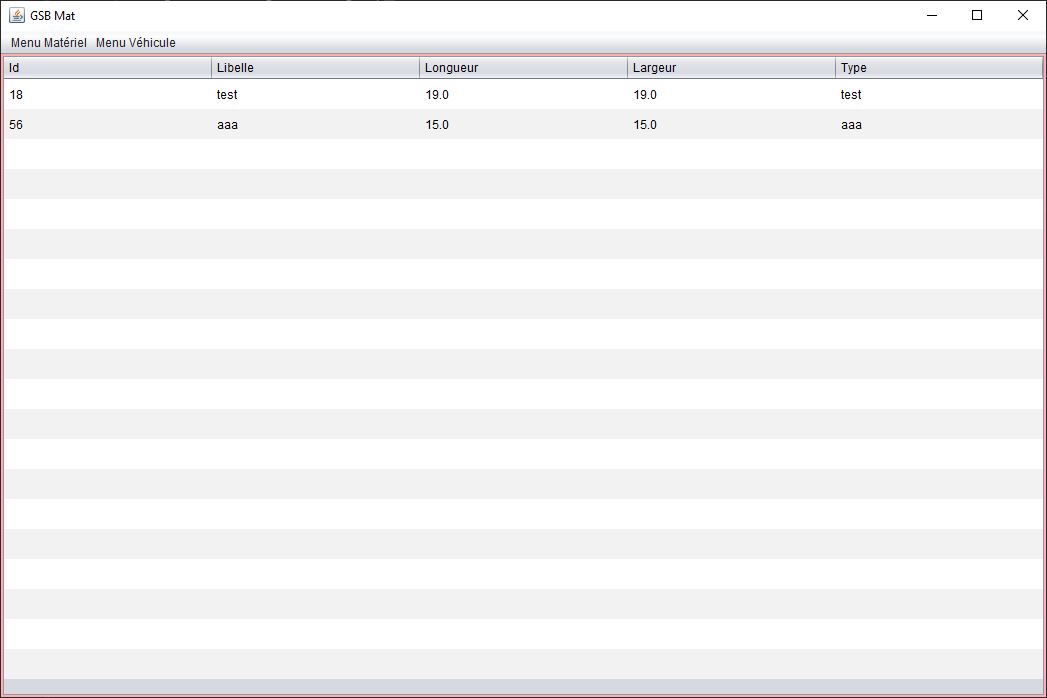 GSB Mat
Menu Matériel Menu Véhicule
Id Libelle Longueur Largeur Type
18 test 19.0 19.0 test
56 aaa 15.0 15.0 aaa